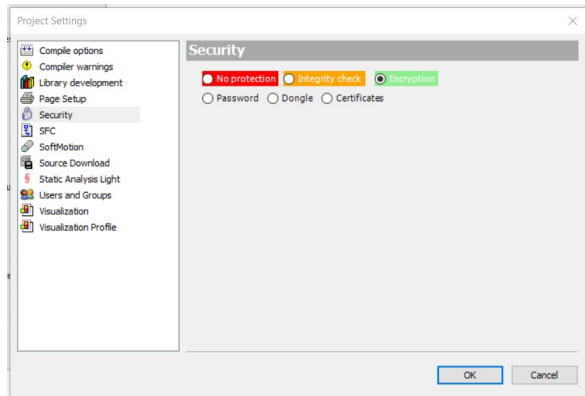 Project Settings
Compile options
Compiler warnings
Library development
Page Setup
Security
SFC
SoftMotion
Source Download
Static Analysis Light
Users and Groups
Visualization
Visualization Profile
Security
No protection Integrity check Encryption
Password Dongle Certificates
OK Cancel